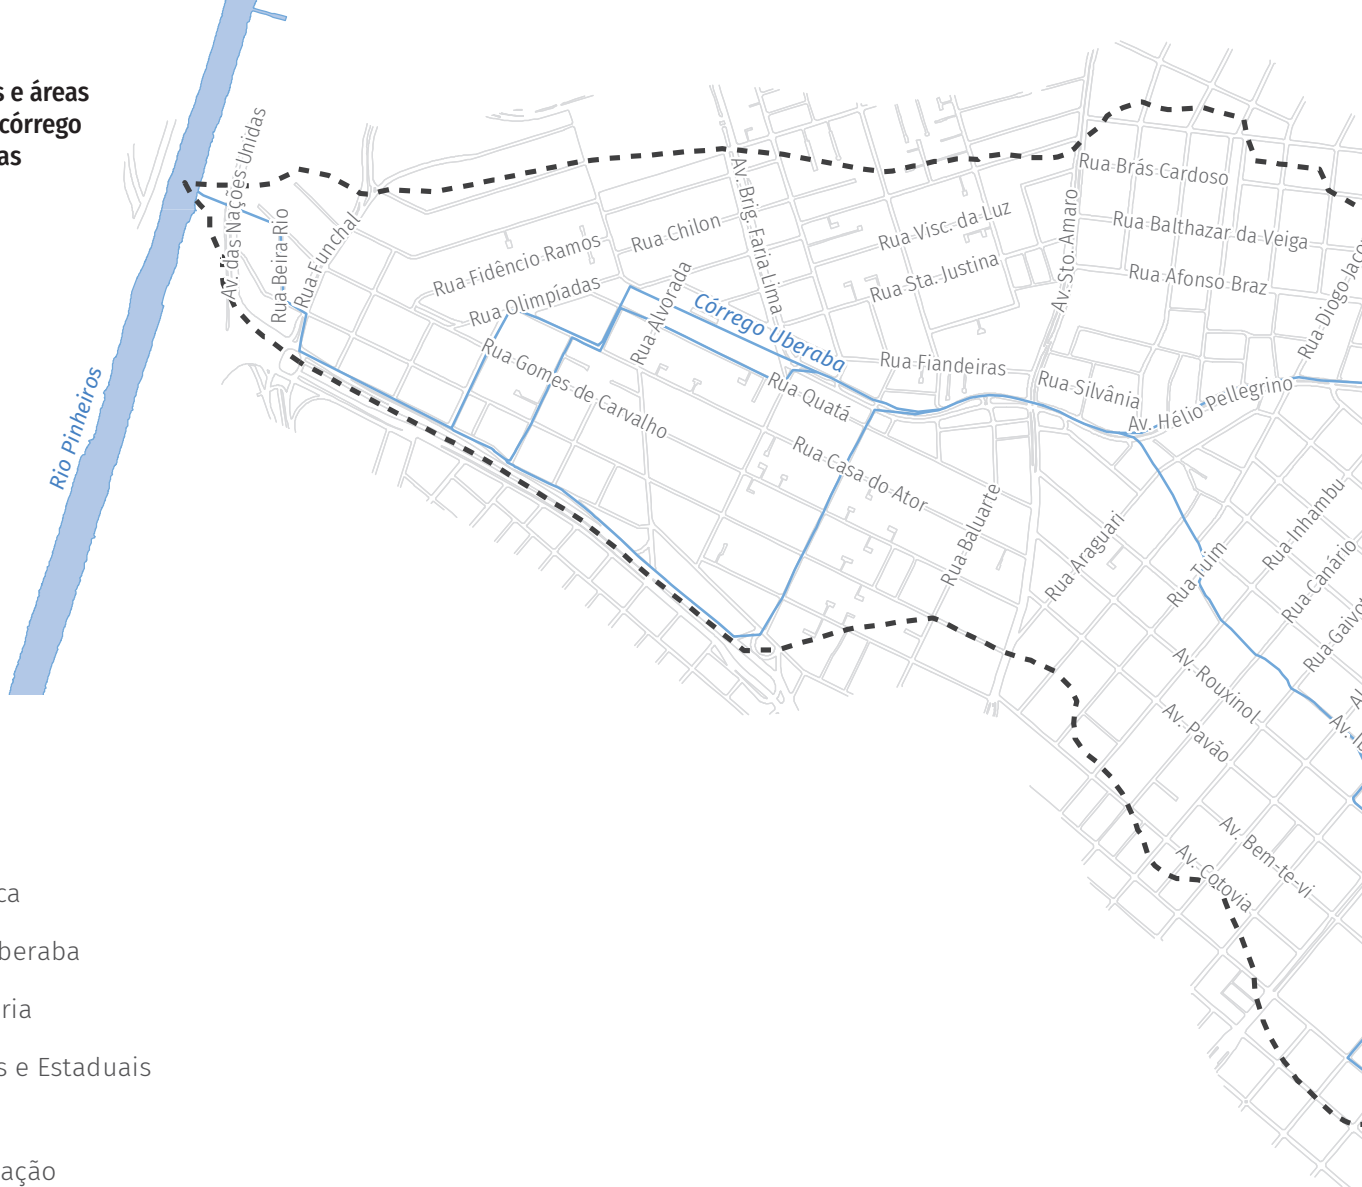 s e áreas
córrego
as
Av. das Nações Unidas
Rua Beira Rio
Rua Funchal
Rio Pinheiros
Rua Fidêncio Ramos
Rua Chilon
Rua Olimpíadas
Rua Alvorada
Av. Brig. Faria Lima
Rua Gomes de Carvalho
Córrego Uberaba
Rua Quatá
Rua Casa do Ator
Rua Visc. da Luz
Rua Sta. Justina
Rua Fiandeiras
Av. Sto. Amaro
Rua Brás Cardoso
Rua Balthazar da Veiga
Rua Afonso Braz
Rua Diogo Jaco
Rua Silvânia
Av. Hélio Pellegrino
Rua Baluarte
Rua Araguari
Rua Tuim
Rua Inhambu
Rua Canário
Rua Gaivot
Al
Av. Rouxinol
Av. Pavão
Av. Bem-te-vi
Av. Cotovia
ca
beraba
ria
s e Estaduais
ação